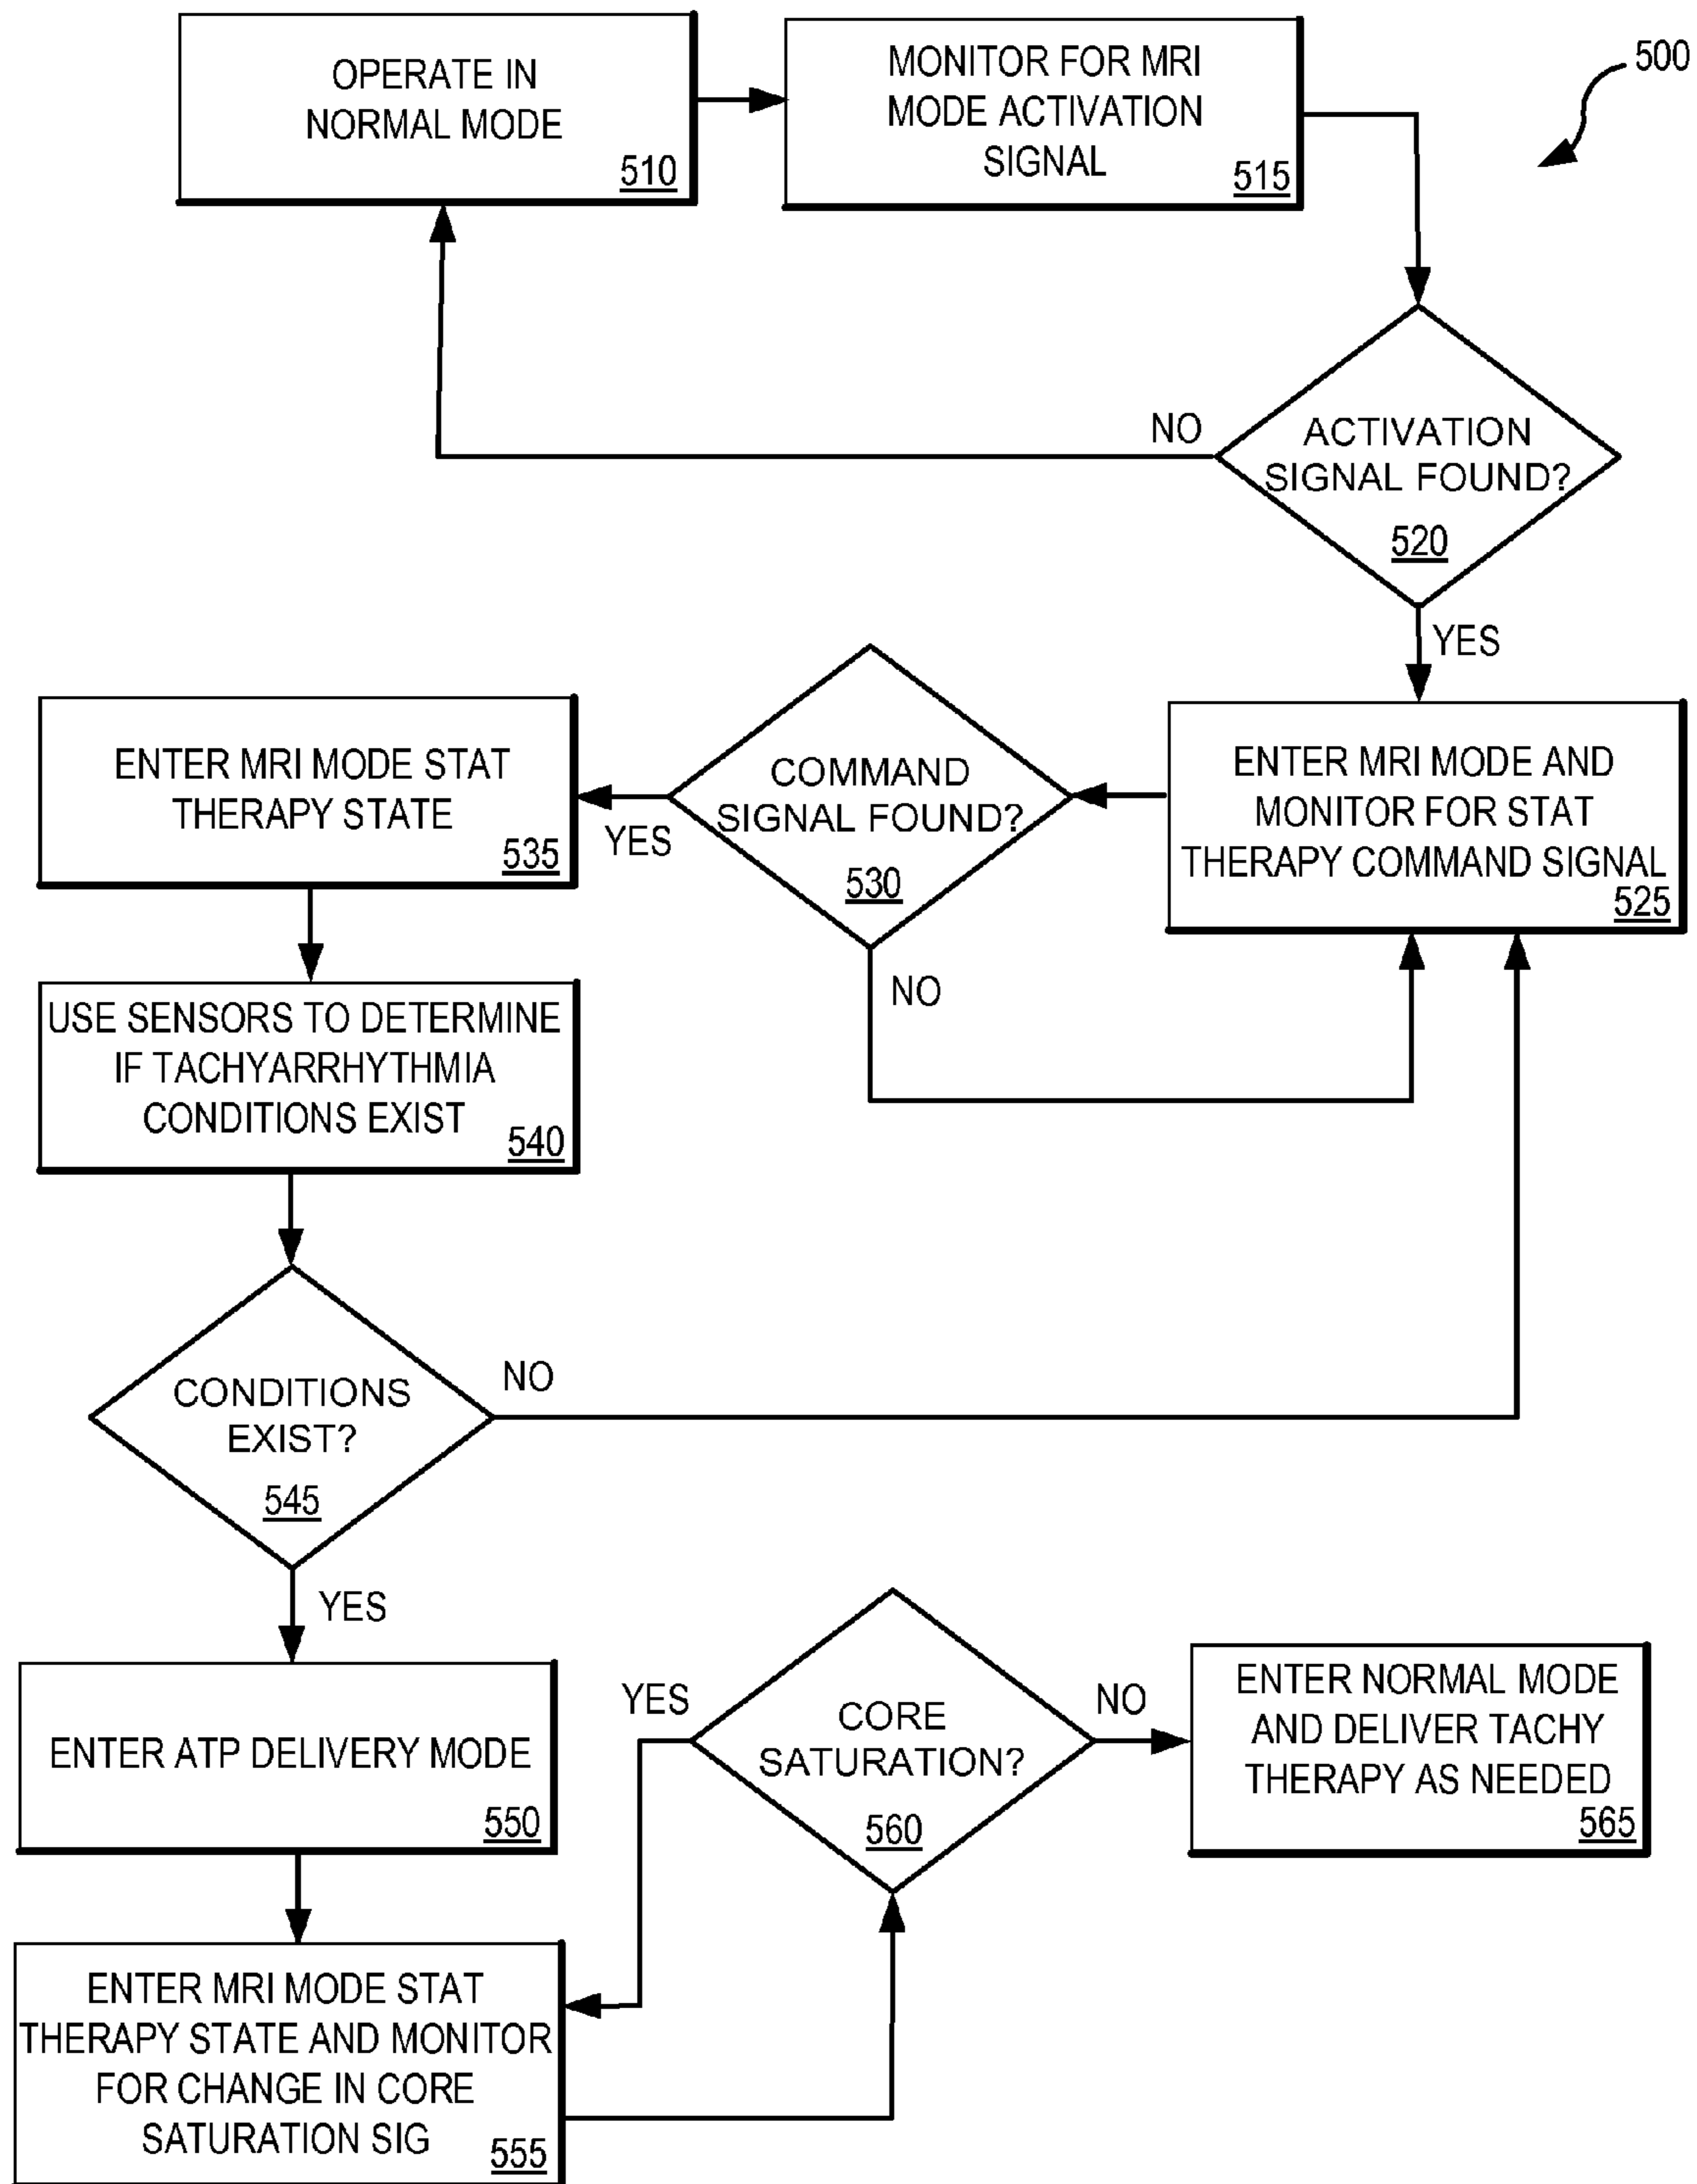 OPERATE IN
NORMAL MODE
510
MONITOR FOR MRI
MODE ACTIVATION
SIGNAL
515
500
ACTIVATION
SIGNAL FOUND?
520
NO
YES
ENTER MRI MODE AND
MONITOR FOR STAT
THERAPY COMMAND SIGNAL
525
COMMAND
SIGNAL FOUND?
530
YES
NO
ENTER MRI MODE STAT
THERAPY STATE
535
USE SENSORS TO DETERMINE
IF TACHYARRHYTHMIA
CONDITIONS EXIST
540
CONDITIONS
EXIST?
545
NO
YES
ENTER ATP DELIVERY MODE
550
ENTER MRI MODE STAT
THERAPY STATE AND MONITOR
FOR CHANGE IN CORE
SATURATION SIG
555
CORE
SATURATION?
560
YES
NO
ENTER NORMAL MODE
AND DELIVER TACHY
THERAPY AS NEEDED
565